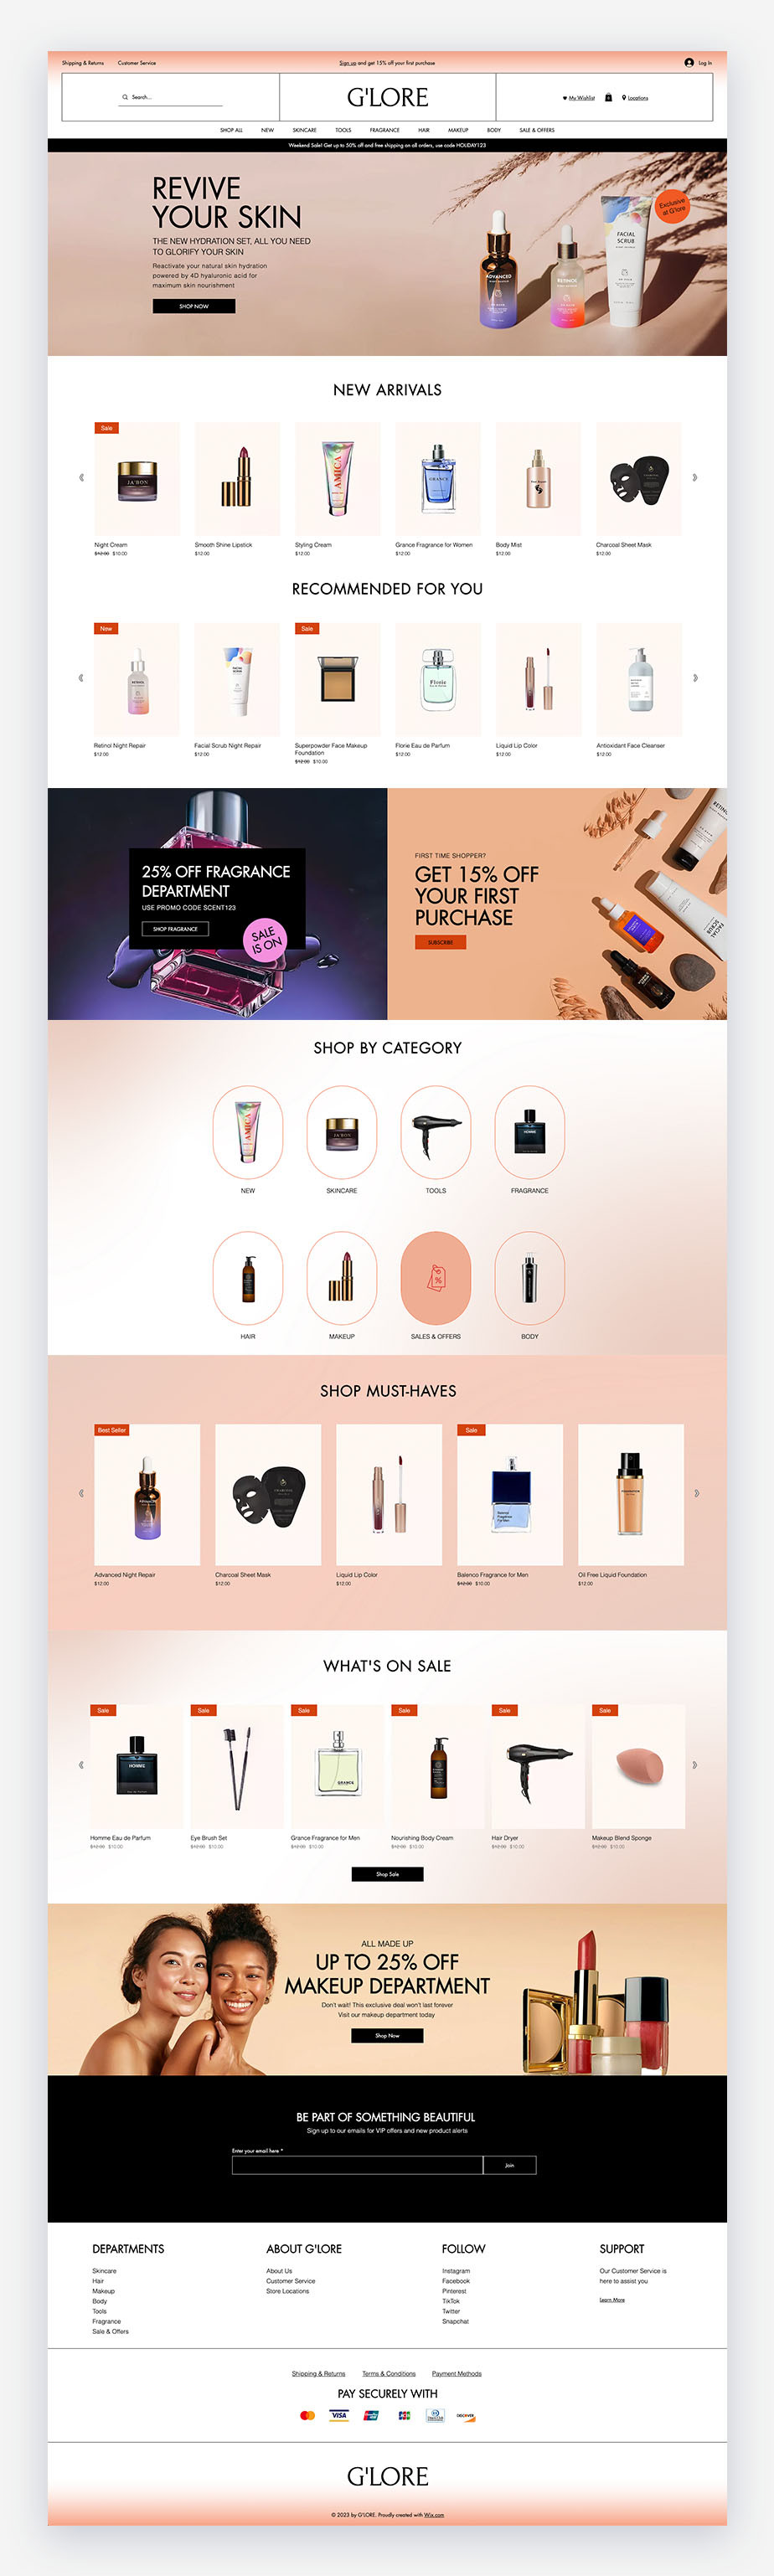 Shipping & Returns
Customer Service
Sign up and get 15% off your first purchase
Log In
Search...
G'LORE
My Wishlist
Locations
SHOP ALL
NEW
SKINCARE
TOOLS
FRAGRANCE
HAIR
MAKEUP
BODY
SALE & OFFERS
Weekend Sale! Get up to 50% off and free shipping on all orders, use code HOLIDAY123
REVIVE
YOUR SKIN
THE NEW HYDRATION SET, ALL YOU NEED
TO GLORIFY YOUR SKIN
Reactivate your natural skin hydration
powered by 4D hyaluronic acid for
maximum skin nourishment
SHOP NOW
ADVANCED
RETINOL
FACIAL
SCRUB
Exclusive
at G'lore
NEW ARRIVALS
Sale
JA'BON
AMICA
GRANCE
Night Cream
$12.00 $10.00
Smooth Shine Lipstick
$12.00
Styling Cream
$12.00
Grance Fragrance for Women
$12.00
Body Mist
$12.00
Charcoal Sheet Mask
$12.00
RECOMMENDED FOR YOU
New
Sale
Florie
Retinol Night Repair
$12.00
Facial Scrub Night Repair
$12.00
Superpowder Face Makeup
Foundation
$12.00 $10.00
Florie Eau de Parfum
$12.00
Liquid Lip Color
$12.00
Antioxidant Face Cleanser
$12.00
25% OFF FRAGRANCE
DEPARTMENT
USE PROMO CODE SCENT123
SHOP FRAGRANCE
SALE
IS ON
FIRST TIME SHOPPER?
GET 15% OFF
YOUR FIRST
PURCHASE
SUBSCRIBE
FACIAL
SCRUB
SHOP BY CATEGORY
AMICA
JA'BON
HOMME
NEW
SKINCARE
TOOLS
FRAGRANCE
%
HAIR
MAKEUP
SALES & OFFERS
BODY
SHOP MUST-HAVES
Best Seller
Sale
Advanced Night Repair
$12.00
Charcoal Sheet Mask
$12.00
Liquid Lip Color
$12.00
Balenco Fragrance for Men
$12.00 $10.00
Oil Free Liquid Foundation
$12.00
WHAT'S ON SALE
Sale
Sale
Sale
Sale
Sale
Sale
HOMME
GRANCE
Homme Eau de Parfum
$12.00 $10.00
Eye Brush Set
$12.00 $10.00
Grance Fragrance for Men
$12.00 $10.00
Nourishing Body Cream
$12.00 $10.00
Hair Dryer
$12.00 $10.00
Makeup Blend Sponge
$12.00 $10.00
Shop Sale
ALL MADE UP
UP TO 25% OFF
MAKEUP DEPARTMENT
Don't wait! This exclusive deal won't last forever
Visit our makeup department today
Shop Now
BE PART OF SOMETHING BEAUTIFUL
Sign up to our emails for VIP offers and new product alerts
Enter your email here *
Join
DEPARTMENTS
Skincare
Hair
Makeup
Body
Tools
Fragrance
Sale & Offers
ABOUT G'LORE
About Us
Customer Service
Store Locations
FOLLOW
Instagram
Facebook
Pinterest
TikTok
Twitter
Snapchat
SUPPORT
Our Customer Service is
here to assist you
Learn More
Shipping & Returns
Terms & Conditions
Payment Methods
PAY SECURELY WITH
VISA
JCB
DISCOVER
G'LORE
© 2023 by G'LORE. Proudly created with Wix.com